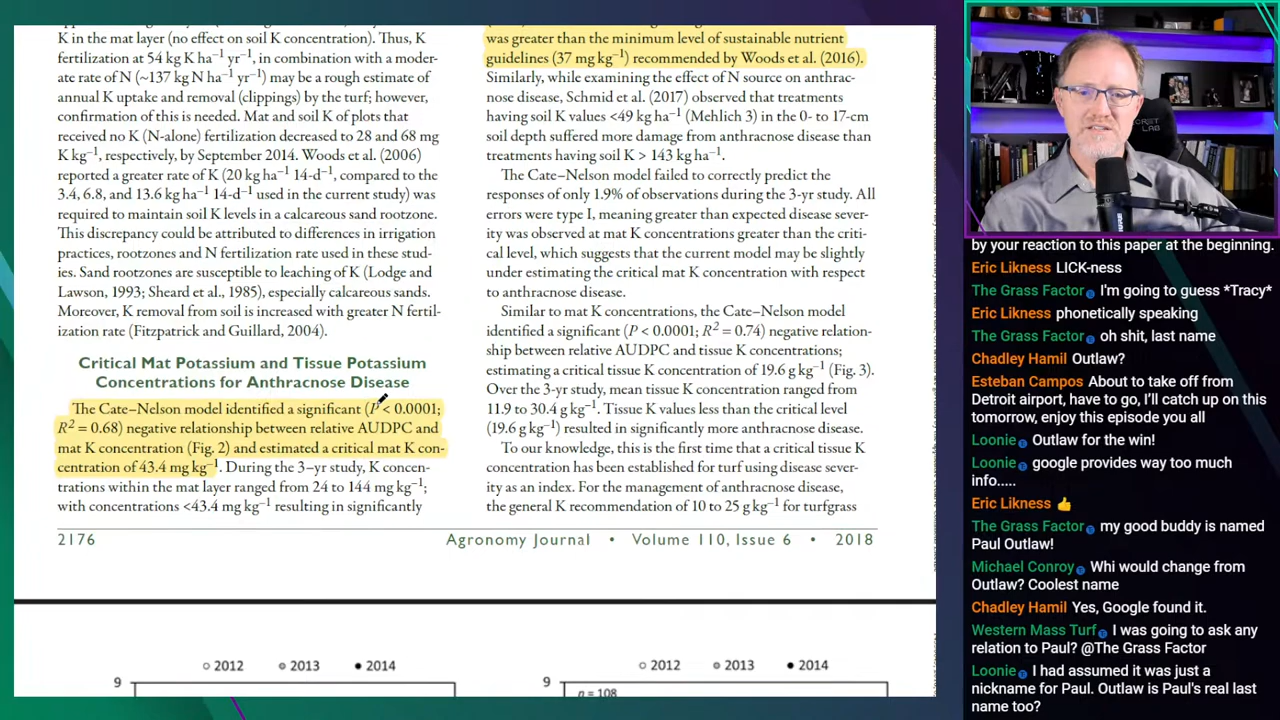 K in the mat layer (no effect on soil K concentration). Thus, K
fertilization at 54 kg K ha⁻¹ yr⁻¹, in combination with a moder-
ate rate of N (~137 kg N ha⁻¹ yr⁻¹) may be a rough estimate of
annual K uptake and removal (clippings) by the turf; however,
confirmation of this is needed. Mat and soil K of plots that
received no K (N-alone) fertilization decreased to 28 and 68 mg
K kg⁻¹, respectively, by September 2014. Woods et al. (2006)
reported a greater rate of K (20 kg ha⁻¹ 14-d⁻¹, compared to the
3.4, 6.8, and 13.6 kg ha⁻¹ 14-d⁻¹ used in the current study) was
required to maintain soil K levels in a calcareous sand rootzone.
This discrepancy could be attributed to differences in irrigation
practices, rootzones and N fertilization rate used in these stud-
ies. Sand rootzones are susceptible to leaching of K (Lodge and
Lawson, 1993; Sheard et al., 1985), especially calcareous sands.
Moreover, K removal from soil is increased with greater N fertil-
ization rate (Fitzpatrick and Guillard, 2004).
Critical Mat Potassium and Tissue Potassium
Concentrations for Anthracnose Disease
The Cate–Nelson model identified a significant (P < 0.0001;
R² = 0.68) negative relationship between relative AUDPC and
mat K concentration (Fig. 2) and estimated a critical mat K con-
centration of 43.4 mg kg⁻¹. During the 3-yr study, K concen-
trations within the mat layer ranged from 24 to 144 mg kg⁻¹;
with concentrations <43.4 mg kg⁻¹ resulting in significantly
was greater than the minimum level of sustainable nutrient
guidelines (37 mg kg⁻¹) recommended by Woods et al. (2016).
Similarly, while examining the effect of N source on anthrac-
nose disease, Schmid et al. (2017) observed that treatments
having soil K values <49 kg ha⁻¹ (Mehlich 3) in the 0- to 17-cm
soil depth suffered more damage from anthracnose disease than
treatments having soil K > 143 kg ha⁻¹.
The Cate–Nelson model failed to correctly predict the
responses of only 1.9% of observations during the 3-yr study. All
errors were type I, meaning greater than expected disease sever-
ity was observed at mat K concentrations greater than the criti-
cal level, which suggests that the current model may be slightly
under estimating the critical mat K concentration with respect
to anthracnose disease.
Similar to mat K concentrations, the Cate–Nelson model
identified a significant (P < 0.0001; R² = 0.74) negative relation-
ship between relative AUDPC and tissue K concentrations;
estimating a critical tissue K concentration of 19.6 g kg⁻¹ (Fig. 3).
Over the 3-yr study, mean tissue K concentration ranged from
11.9 to 30.4 g kg⁻¹. Tissue K values less than the critical level
(19.6 g kg⁻¹) resulted in significantly more anthracnose disease.
To our knowledge, this is the first time that a critical tissue K
concentration has been established for turf using disease sever-
ity as an index. For the management of anthracnose disease,
the general K recommendation of 10 to 25 g kg⁻¹ for turfgrass
2176
Agronomy Journal • Volume 110, Issue 6 • 2018
2012 2013 2014
9
2012 2013 2014
9
n = 108
by your reaction to this paper at the beginning.
Eric Likness LICK-ness
The Grass Factor I'm going to guess *Tracy*
Eric Likness phonetically speaking
The Grass Factor oh shit, last name
Chadley Hamil Outlaw?
Esteban Campos About to take off from
Detroit airport, have to go, I'll catch up on this
tomorrow, enjoy this episode you all
Loonie Outlaw for the win!
Loonie google provides way too much
info.....
Eric Likness 👍
The Grass Factor my good buddy is named
Paul Outlaw!
Michael Conroy Whi would change from
Outlaw? Coolest name
Chadley Hamil Yes, Google found it.
Western Mass Turf I was going to ask any
relation to Paul? @The Grass Factor
Loonie I had assumed it was just a
nickname for Paul. Outlaw is Paul's real last
name too?